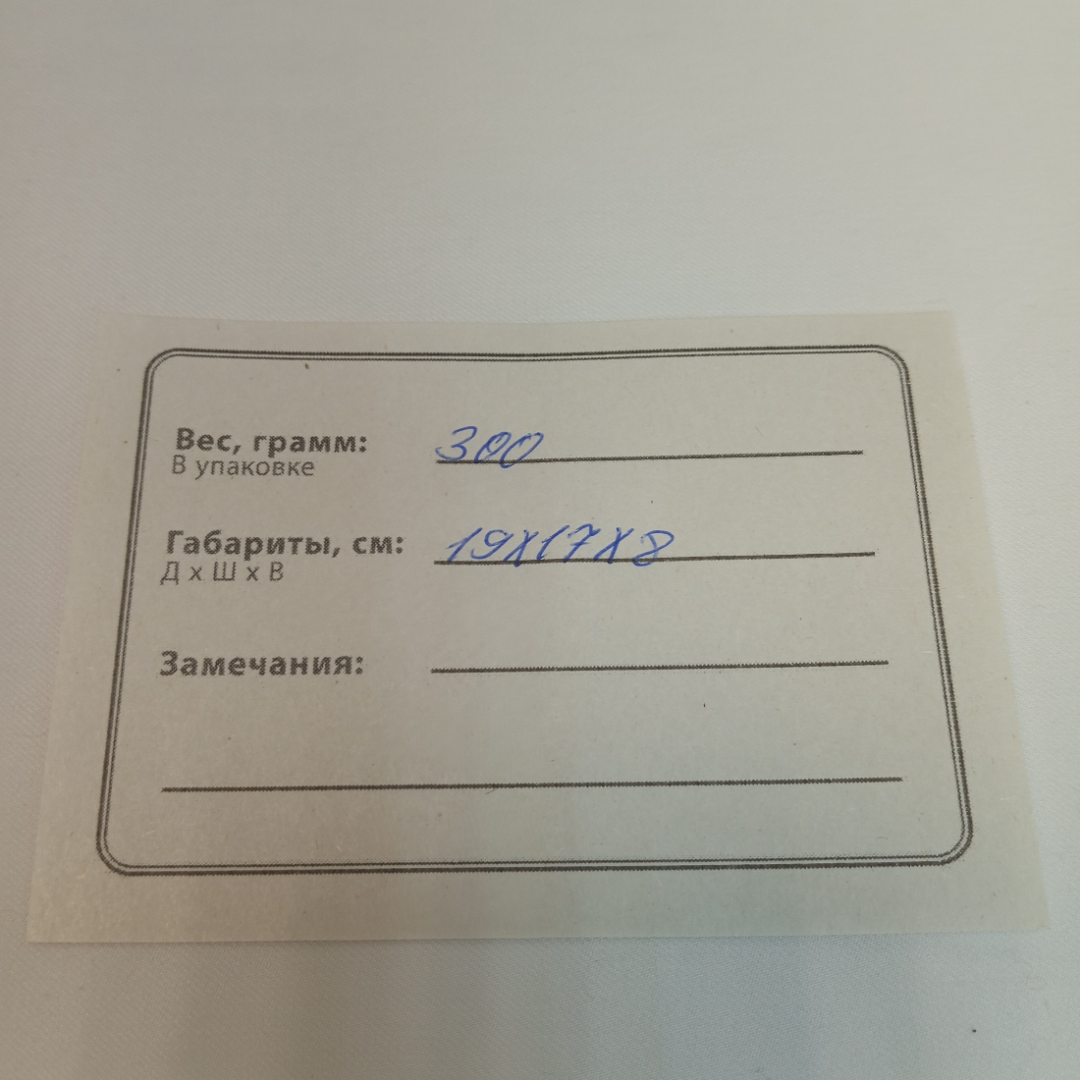 Вес, грамм: 300
В упаковке
Габариты, см: 19х17х8
Д х Ш х В
Замечания: